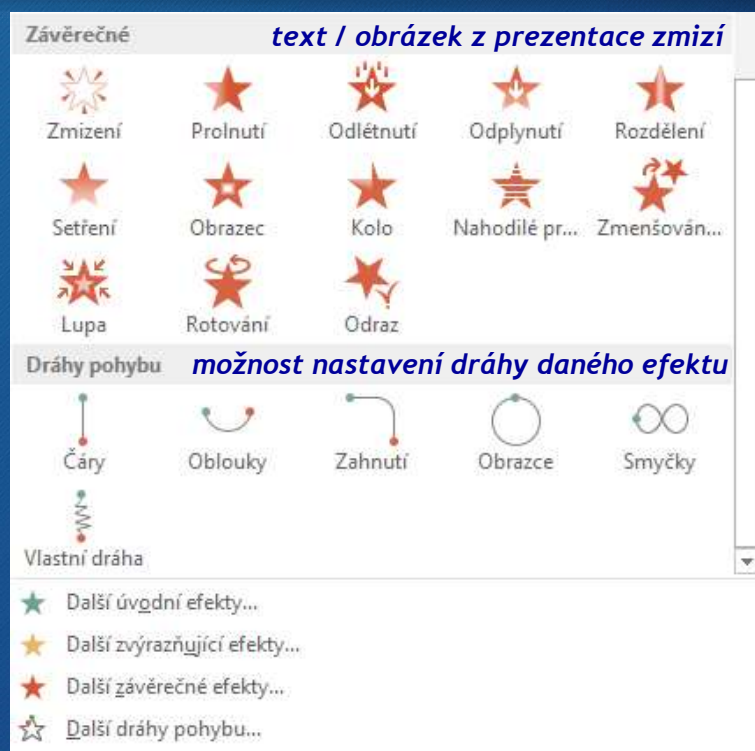 Závěrečné text / obrázek z prezentace zmizí
Zmizení Prolnutí Odlétnutí Odplynutí Rozdělení
Setření Obrazec Kolo Nahodilé pr... Zmenšován...
Lupa Rotování Odraz
Dráhy pohybu možnost nastavení dráhy daného efektu
Čáry Oblouky Zahnutí Obrazce Smyčky
Vlastní dráha
Další úvodní efekty...
Další zvýrazňující efekty...
Další závěrečné efekty...
Další dráhy pohybu...